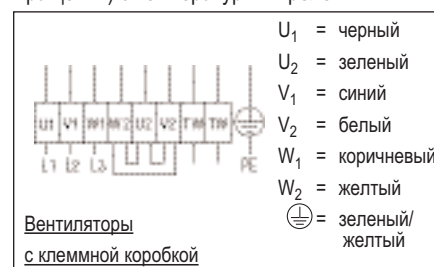 U1 = черный
U2 = зеленый
V1 = синий
V2 = белый
W1 = коричневый
W2 = желтый
= зеленый/
желтый
U1 V1 W1 W2 U2 V2 TW TW
L1 L2 L3 PE
Вентиляторы
с клеммной коробкой